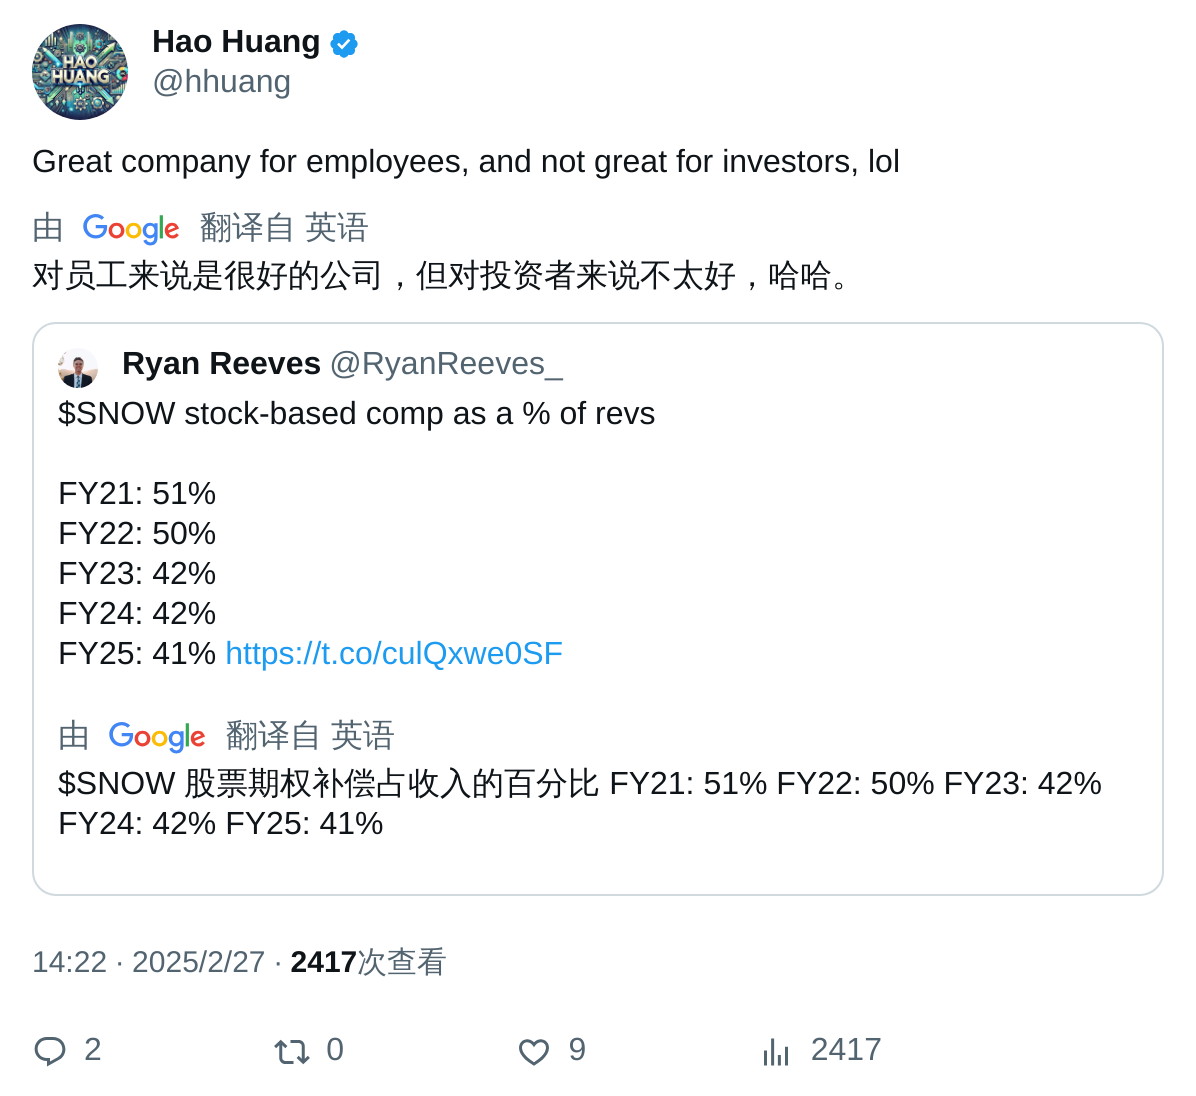 HAO
HUANG
Hao Huang
@hhuang
Great company for employees, and not great for investors, lol
由 Google 翻译自 英语
对员工来说是很好的公司，但对投资者来说不太好，哈哈。
Ryan Reeves @RyanReeves_
$SNOW stock-based comp as a % of revs
FY21: 51%
FY22: 50%
FY23: 42%
FY24: 42%
FY25: 41% https://t.co/culQxwe0SF
由 Google 翻译自 英语
$SNOW 股票期权补偿占收入的百分比 FY21: 51% FY22: 50% FY23: 42%
FY24: 42% FY25: 41%
14:22 · 2025/2/27 · 2417次查看
2 0 9 2417